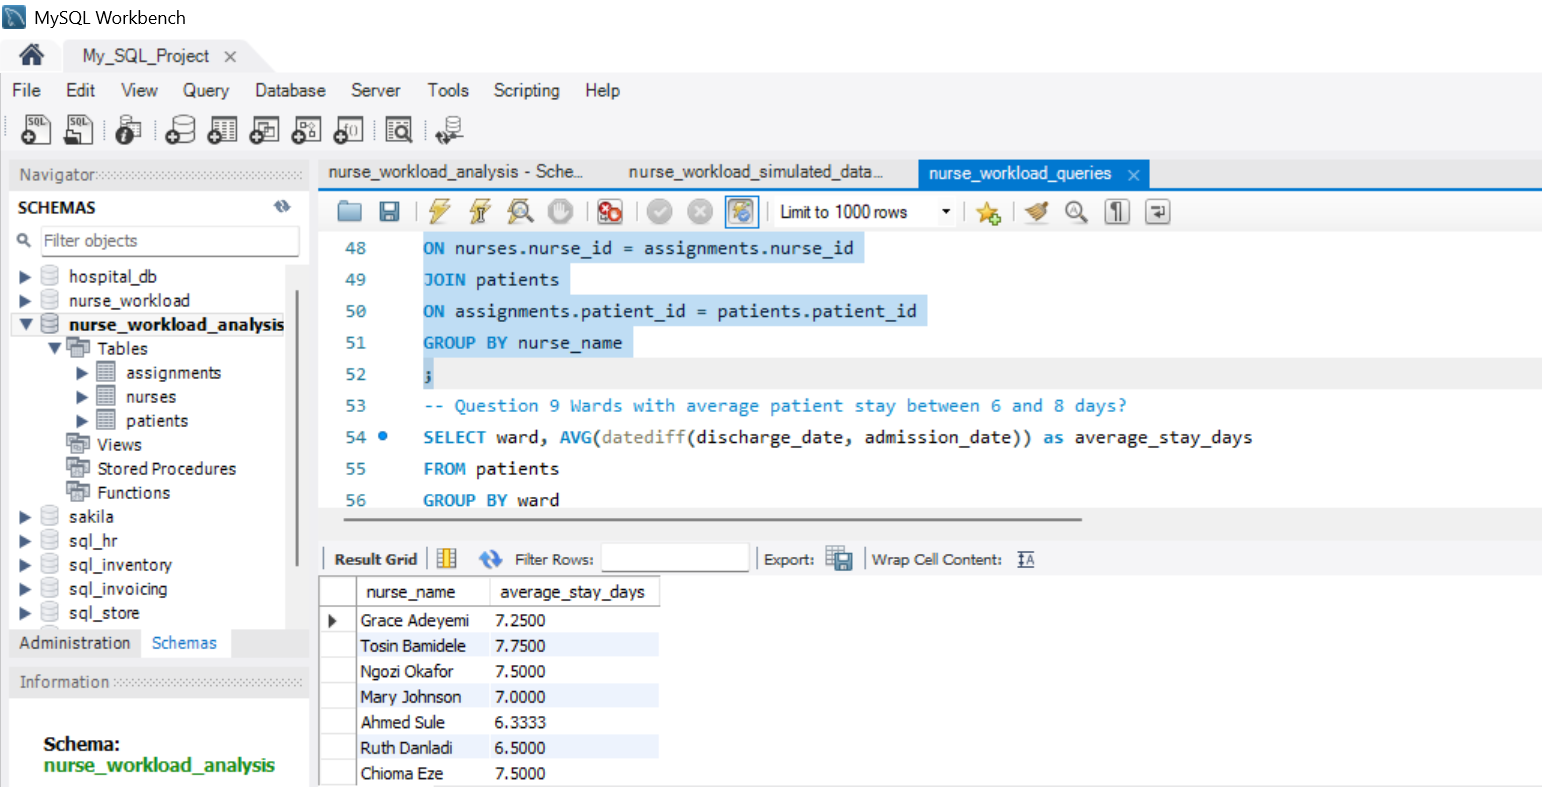 MySQL Workbench
My_SQL_Project
File Edit View Query Database Server Tools Scripting Help
SQL SQL
Navigator
SCHEMAS
Filter objects
hospital_db
nurse_workload
nurse_workload_analysis
Tables
assignments
nurses
patients
Views
Stored Procedures
Functions
sakila
sql_hr
sql_inventory
sql_invoicing
sql_store
Administration Schemas
Information
Schema:
nurse_workload_analysis
nurse_workload_analysis - Sche... nurse_workload_simulated_data... nurse_workload_queries
Limit to 1000 rows
48 ON nurses.nurse_id = assignments.nurse_id
49 JOIN patients
50 ON assignments.patient_id = patients.patient_id
51 GROUP BY nurse_name
52 ;
53 -- Question 9 Wards with average patient stay between 6 and 8 days?
54 SELECT ward, AVG(datediff(discharge_date, admission_date)) as average_stay_days
55 FROM patients
56 GROUP BY ward
Result Grid Filter Rows: Export: Wrap Cell Content:
nurse_name average_stay_days
Grace Adeyemi 7.2500
Tosin Bamidele 7.7500
Ngozi Okafor 7.5000
Mary Johnson 7.0000
Ahmed Sule 6.3333
Ruth Danladi 6.5000
Chioma Eze 7.5000